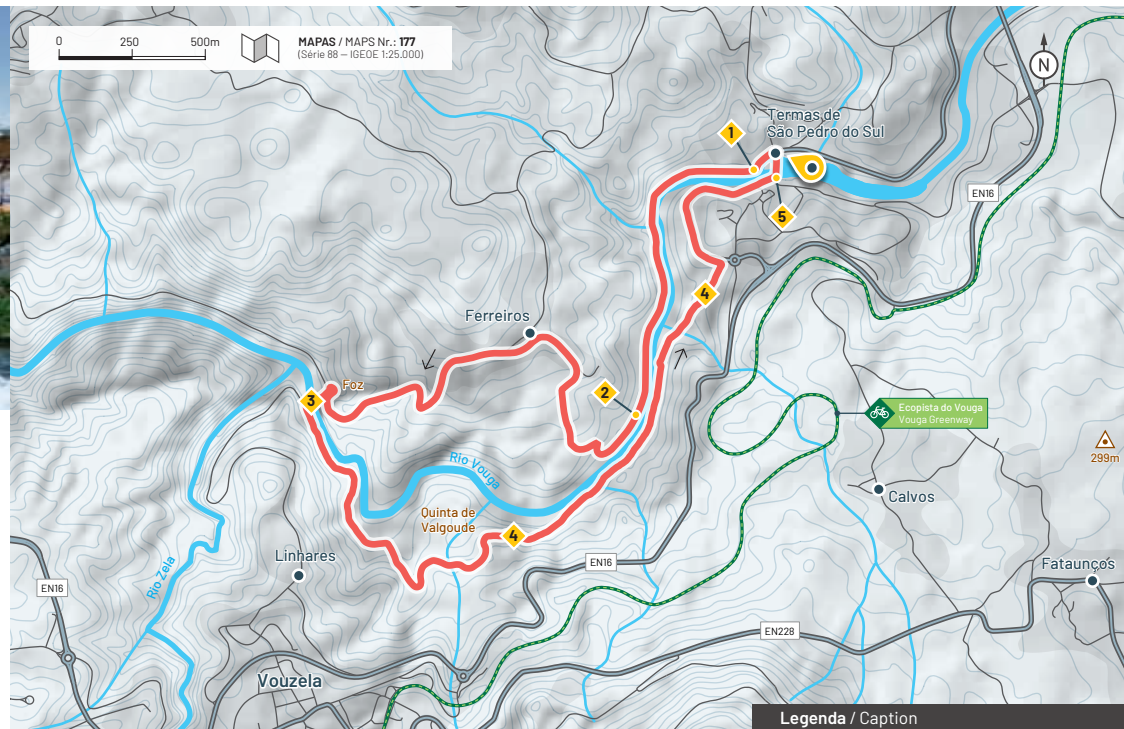 0 250 500m
MAPAS / MAPS Nr.: 177
(Série 88 – IGEOE 1:25.000)
N
Termas de
São Pedro do Sul
1
EN16
5
4
Ferreiros
2
Foz
3
Ecopista do Vouga
Vouga Greenway
299m
Rio Vouga
Calvos
Quinta de
Valgoude
4
Linhares
EN16
Fataunços
Rio Zela
EN16
EN228
Vouzela
Legenda / Caption